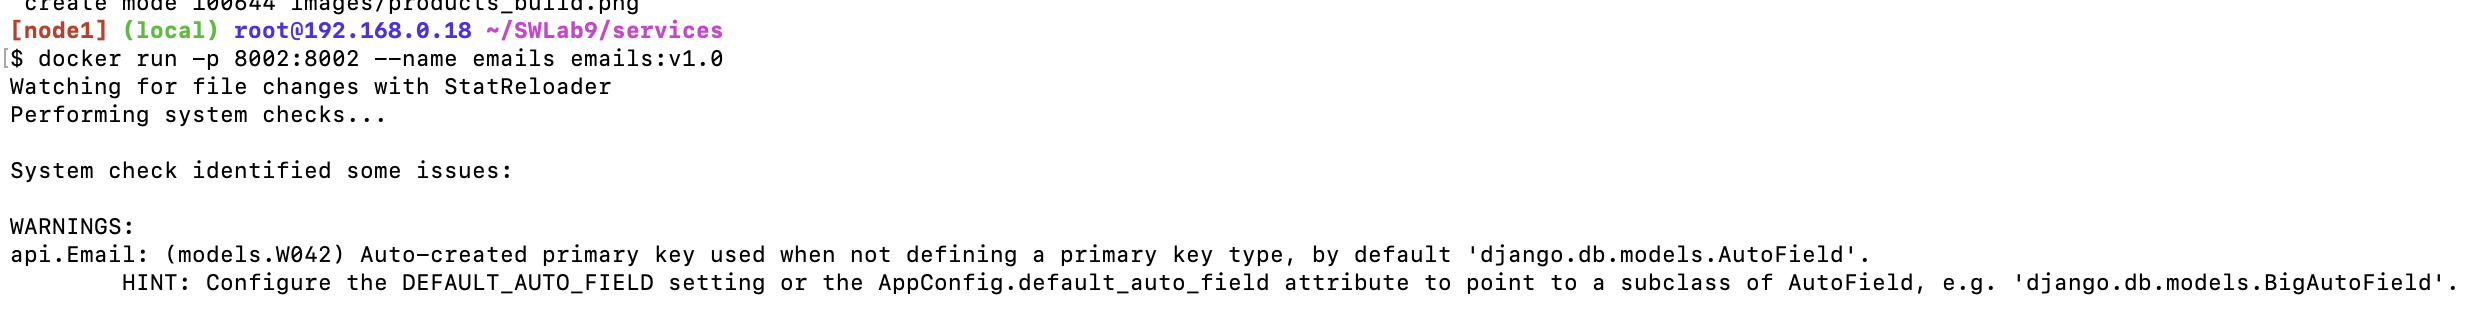 create mode 100644 images/products_build.png
[node1] (local) root@192.168.0.18 ~/SWLab9/services
[$ docker run -p 8002:8002 --name emails emails:v1.0
Watching for file changes with StatReloader
Performing system checks...
System check identified some issues:
WARNINGS:
api.Email: (models.W042) Auto-created primary key used when not defining a primary key type, by default 'django.db.models.AutoField'.
HINT: Configure the DEFAULT_AUTO_FIELD setting or the AppConfig.default_auto_field attribute to point to a subclass of AutoField, e.g. 'django.db.models.BigAutoField'.